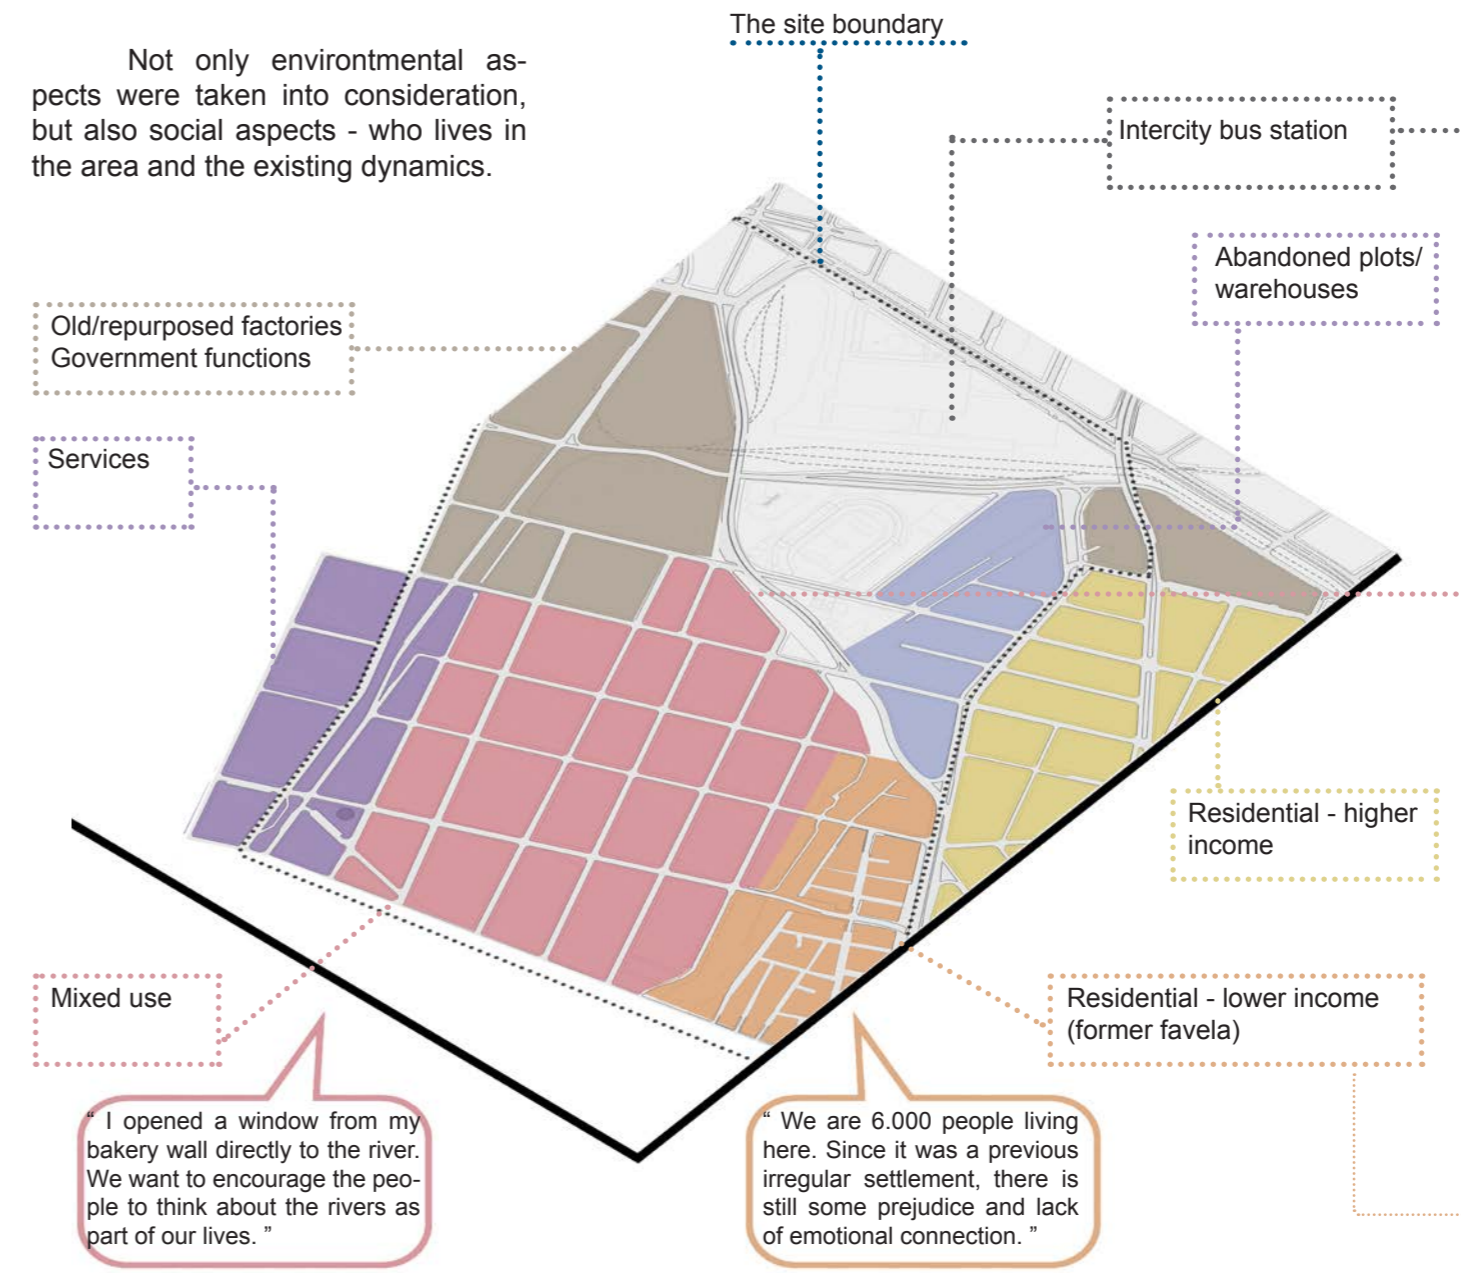 The site boundary
Not only environtmental as-
pects were taken into consideration,
but also social aspects - who lives in
the area and the existing dynamics.
Intercity bus station
Abandoned plots/
warehouses
Old/repurposed factories
Government functions
Services
Residential - higher
income
Mixed use
Residential - lower income
(former favela)
“ I opened a window from my
bakery wall directly to the river.
We want to encourage the peo-
ple to think about the rivers as
part of our lives. ”
“ We are 6.000 people living
here. Since it was a previous
irregular settlement, there is
still some prejudice and lack
of emotional connection. ”